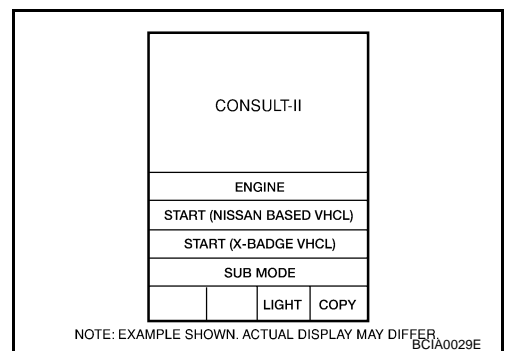 CONSULT-II
ENGINE
START (NISSAN BASED VHCL)
START (X-BADGE VHCL)
SUB MODE
LIGHT COPY
NOTE: EXAMPLE SHOWN. ACTUAL DISPLAY MAY DIFFER.
BCIA0029E